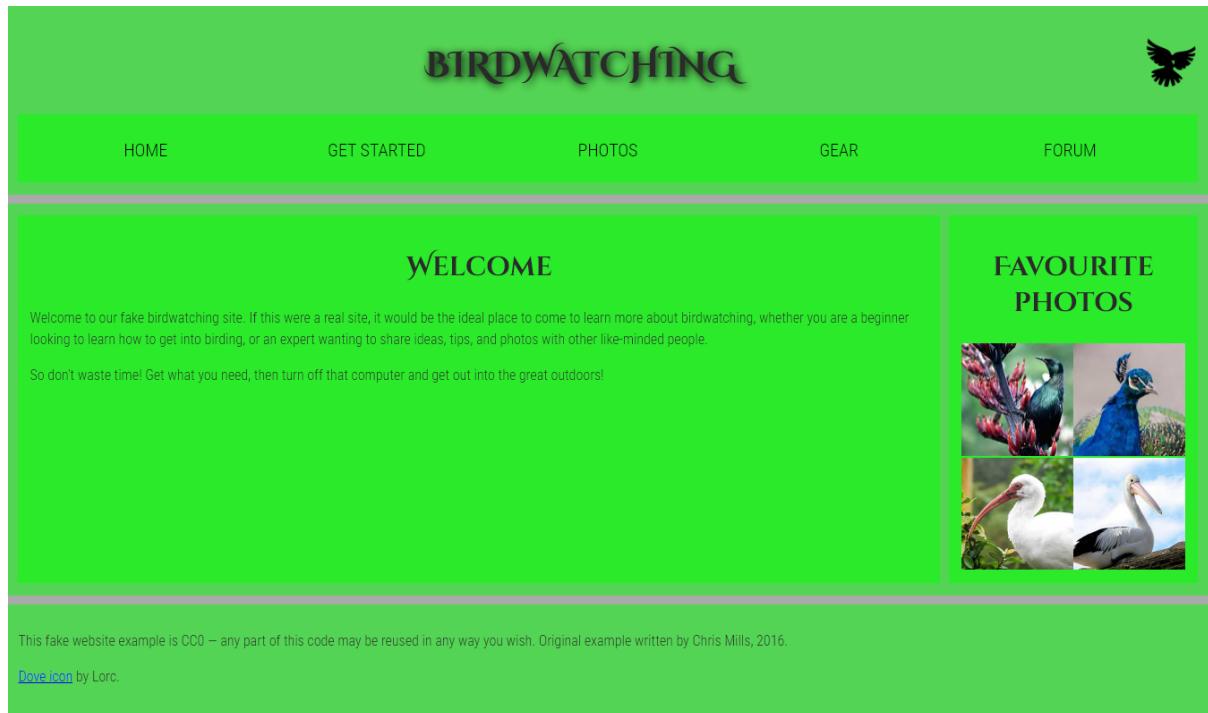 BIRDWATCHING
HOME
GET STARTED
PHOTOS
GEAR
FORUM
WELCOME
Welcome to our fake birdwatching site. If this were a real site, it would be the ideal place to come to learn more about birdwatching, whether you are a beginner
looking to learn how to get into birding, or an expert wanting to share ideas, tips, and photos with other like-minded people.
So don't waste time! Get what you need, then turn off that computer and get out into the great outdoors!
FAVOURITE
PHOTOS
This fake website example is CC0 — any part of this code may be reused in any way you wish. Original example written by Chris Mills, 2016.
Dove icon by Lorc.